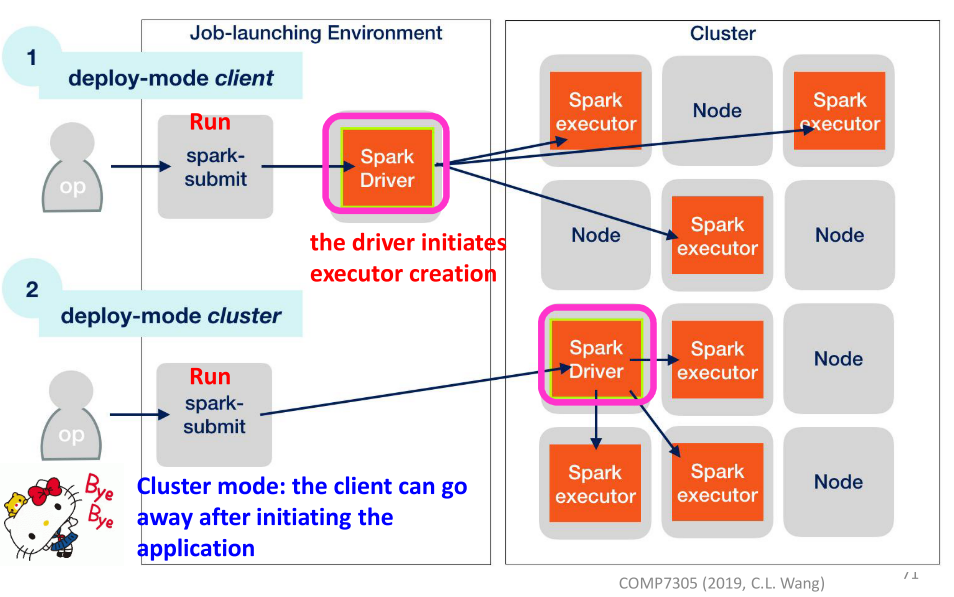 Job-launching Environment
Cluster
1
deploy-mode client
op
Run
spark-
submit
Spark
Driver
the driver initiates
executor creation
Spark
executor
Node
Spark
executor
Node
Spark
executor
Node
2
deploy-mode cluster
op
Run
spark-
submit
Spark
Driver
Spark
executor
Node
Spark
executor
Spark
executor
Node
Bye
Bye
Cluster mode: the client can go
away after initiating the
application
COMP7305 (2019, C.L. Wang)
71